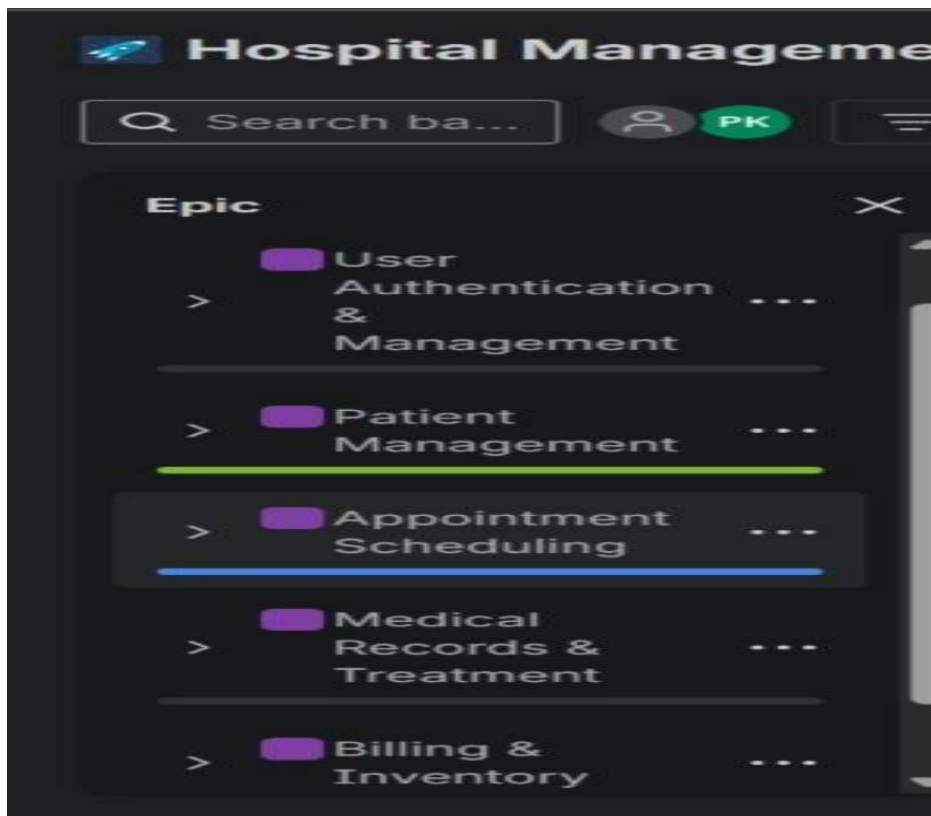 Hospital Manageme
Search ba...
PK
Epic
User
Authentication
&
Management
Patient
Management
Appointment
Scheduling
Medical
Records &
Treatment
Billing &
Inventory